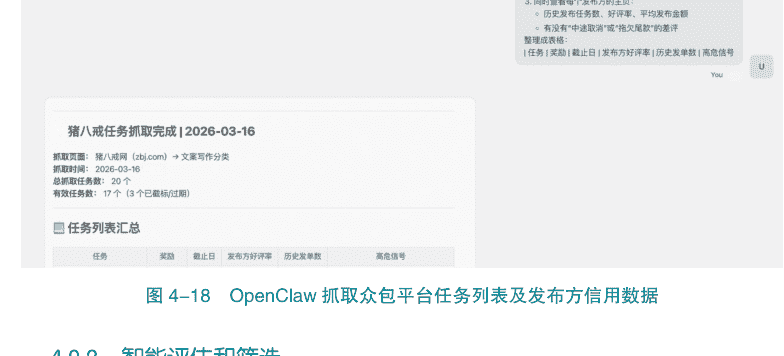 3. 同时查看每个发布方的主页：
○ 历史发布任务数、好评率、平均发布金额
○ 有没有“中途取消”或“拖欠尾款”的差评
整理成表格：
| 任务 | 奖励 | 截止日 | 发布方好评率 | 历史发单数 | 高危信号
U
You
猪八戒任务抓取完成 | 2026-03-16
抓取页面： 猪八戒网（zbj.com）→ 文案写作分类
抓取时间： 2026-03-16
总抓取任务数： 20 个
有效任务数： 17 个（3 个已截标/过期）
任务列表汇总
任务 奖励 截止日 发布方好评率 历史发单数 高危信号
图 4-18 OpenClaw 抓取众包平台任务列表及发布方信用数据
智能评估和筛选